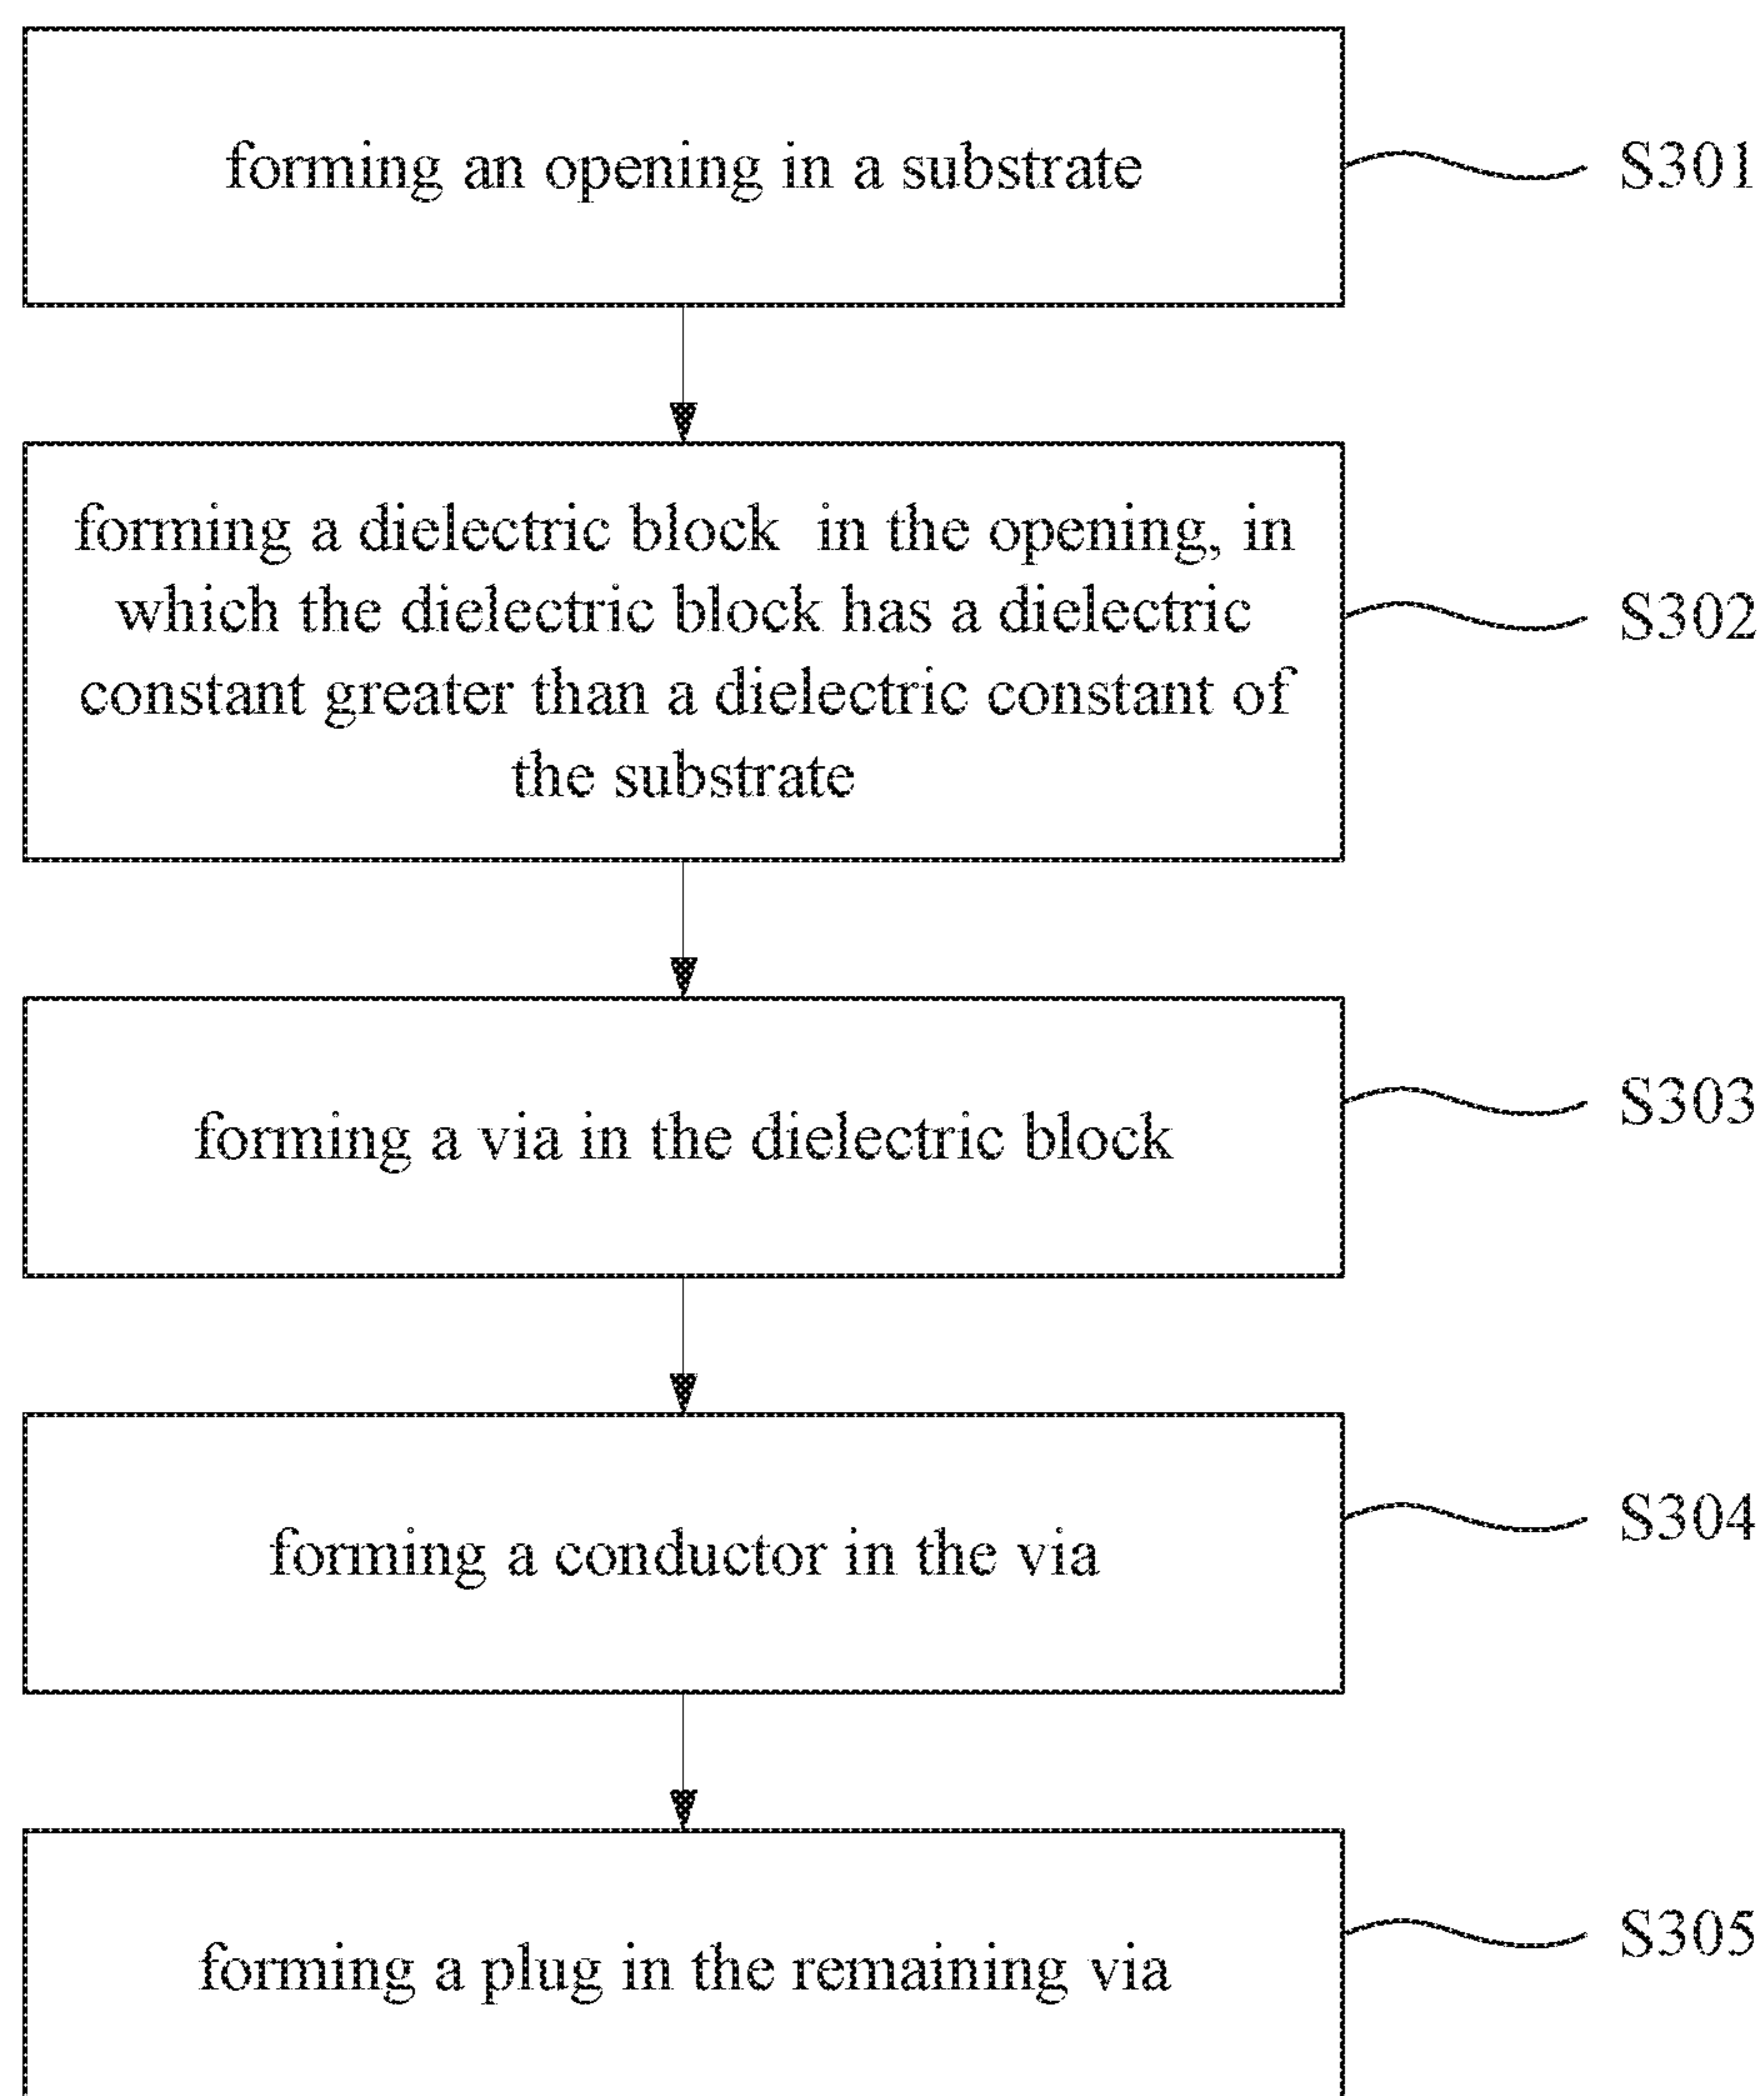 forming an opening in a substrate
S301
forming a dielectric block in the opening, in
which the dielectric block has a dielectric
constant greater than a dielectric constant of
the substrate
S302
forming a via in the dielectric block
S303
forming a conductor in the via
S304
forming a plug in the remaining via
S305